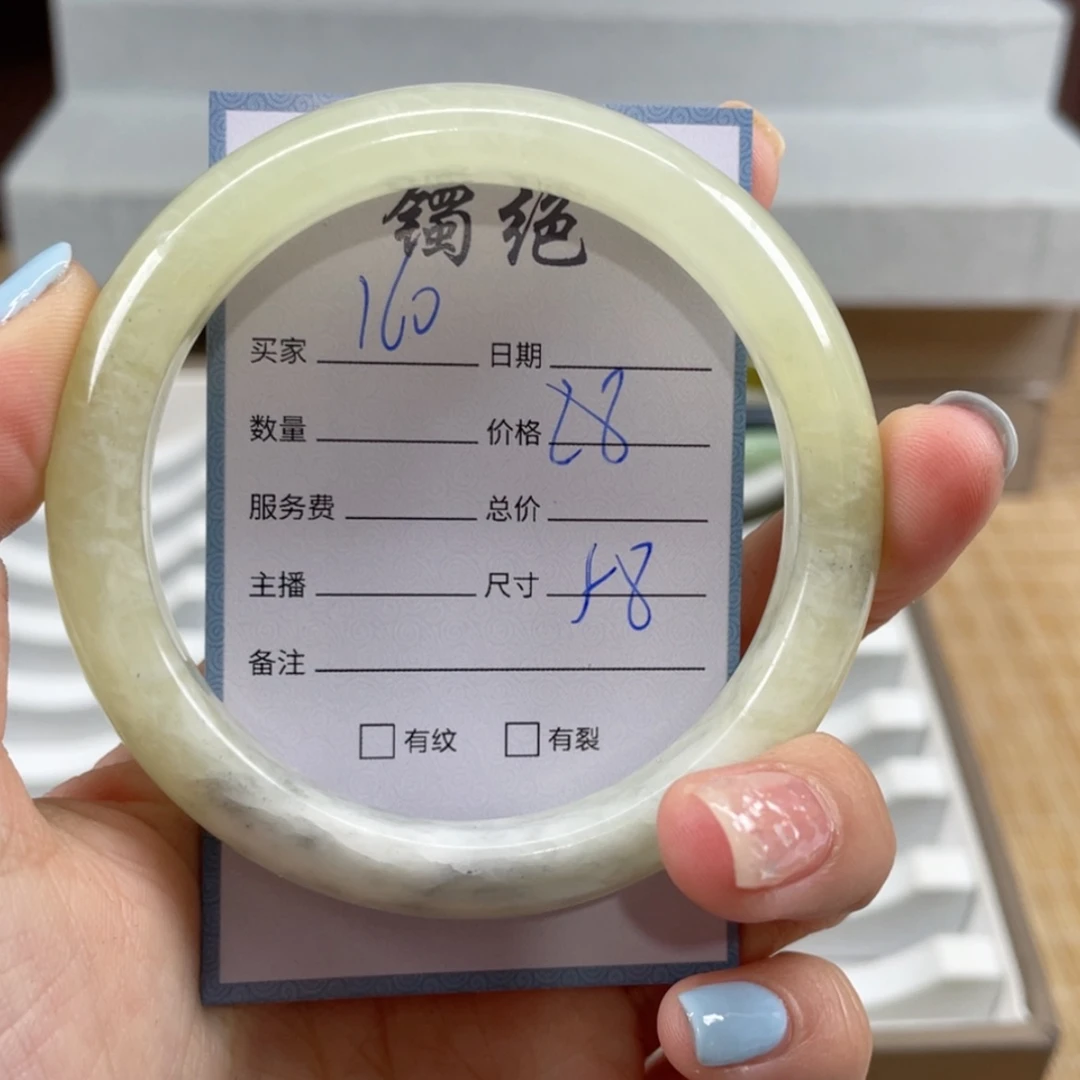 镯绝
160
买家 日期
数量 价格 28
服务费 总价
主播 尺寸 58
备注
有纹 有裂